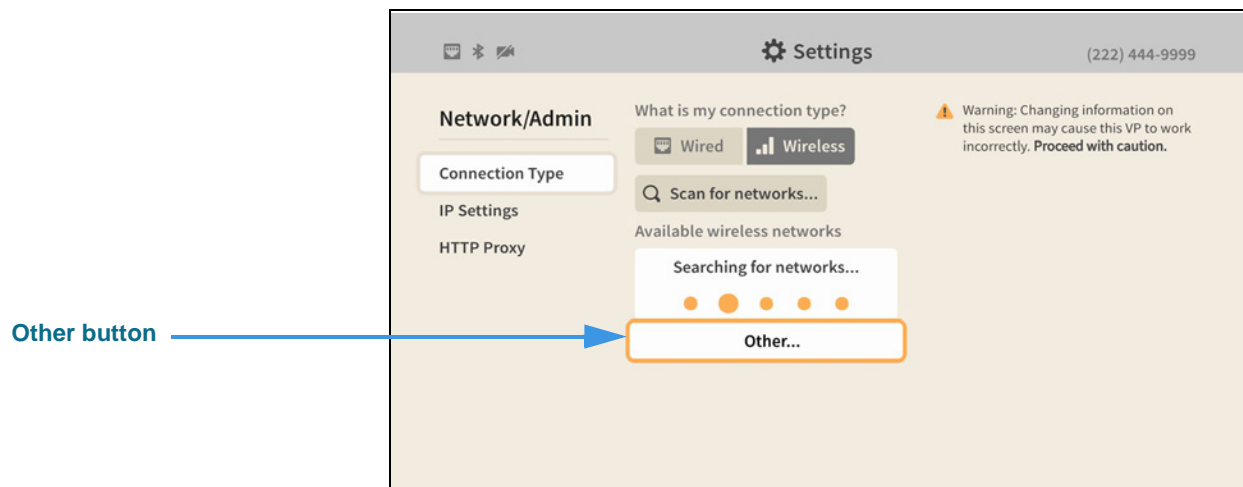 Settings
(222) 444-9999
Network/Admin
Connection Type
IP Settings
HTTP Proxy
What is my connection type?
Wired
Wireless
Scan for networks...
Available wireless networks
Searching for networks...
Other...
Warning: Changing information on
this screen may cause this VP to work
incorrectly. Proceed with caution.
Other button